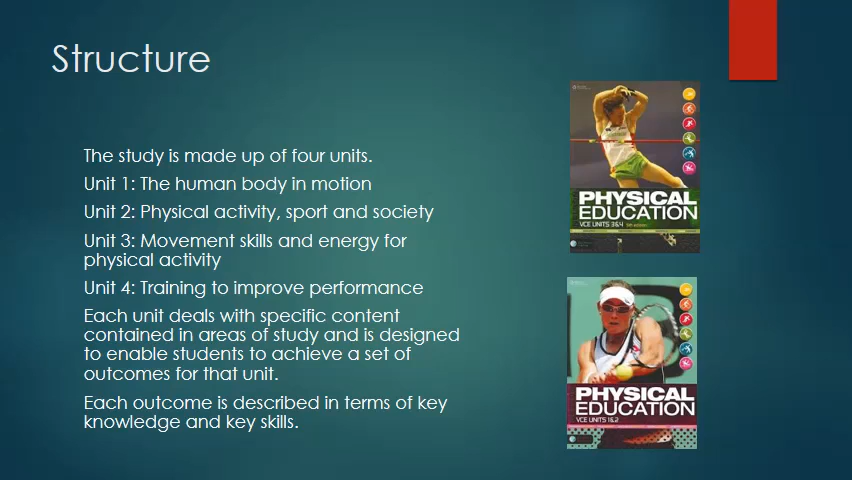 Structure
The study is made up of four units.
Unit 1: The human body in motion
Unit 2: Physical activity, sport and society
Unit 3: Movement skills and energy for
physical activity
Unit 4: Training to improve performance
Each unit deals with specific content
contained in areas of study and is designed
to enable students to achieve a set of
outcomes for that unit.
Each outcome is described in terms of key
knowledge and key skills.
PHYSICAL
EDUCATION
VCE UNITS 3&4
PHYSICAL
EDUCATION
VCE UNITS 1&2